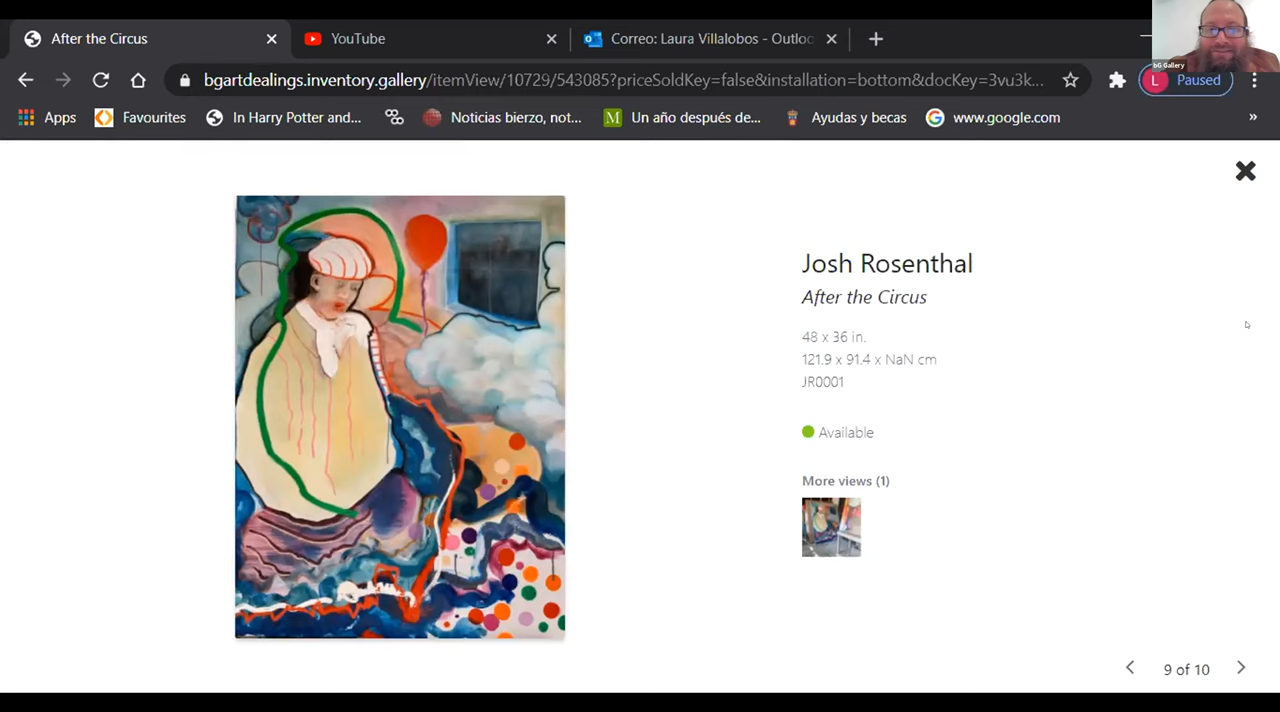 After the Circus
YouTube
Correo: Laura Villalobos - Outloo
bgartdealings.inventory.gallery/itemview/10729/543085?priceSoldKey=false&installation=bottom&docKey=3vu3k...
L
Paused
bG Gallery
Apps
Favourites
In Harry Potter and...
Noticias bierzo, not...
M
Un año después de...
Ayudas y becas
www.google.com
Josh Rosenthal
After the Circus
48 x 36 in.
121.9 x 91.4 x NaN cm
JR0001
Available
More views (1)
9 of 10